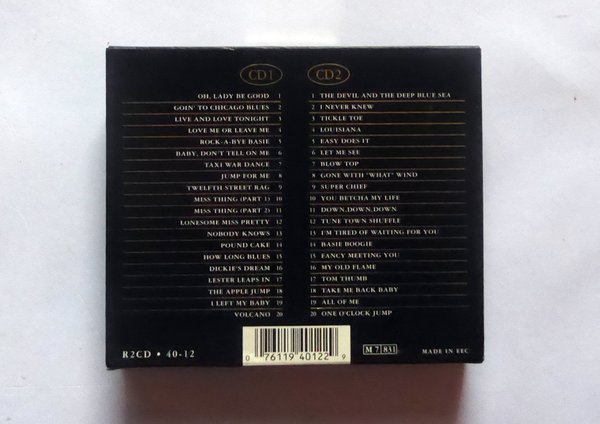 CD1
OH, LADY BE GOOD 1
GOIN' TO CHICAGO BLUES 2
LIVE AND LOVE TONIGHT 3
LOVE ME OR LEAVE ME 4
ROCK-A-BYE BASIE 5
BABY, DON'T TELL ON ME 6
TAXI WAR DANCE 7
JUMP FOR ME 8
TWELFTH STREET RAG 9
MISS THING (PART 1) 10
MISS THING (PART 2) 11
LONESOME MISS PRETTY 12
NOBODY KNOWS 13
POUND CAKE 14
HOW LONG BLUES 15
DICKIE'S DREAM 16
LESTER LEAPS IN 17
THE APPLE JUMP 18
I LEFT MY BABY 19
VOLCANO 20
CD2
1 THE DEVIL AND THE DEEP BLUE SEA
2 I NEVER KNEW
3 TICKLE TOE
4 LOUISIANA
5 EASY DOES IT
6 LET ME SEE
7 BLOW TOP
8 GONE WITH "WHAT" WIND
9 SUPER CHIEF
10 YOU BETCHA MY LIFE
11 DOWN,DOWN,DOWN
12 TUNE TOWN SHUFFLE
13 I'M TIRED OF WAITING FOR YOU
14 BASIE BOOGIE
15 FANCY MEETING YOU
16 MY OLD FLAME
17 TOM THUMB
18 TAKE ME BACK BABY
19 ALL OF ME
20 ONE O'CLOCK JUMP
R2CD • 40-12
0 76119 40122 9
M 7 831
MADE IN EEC